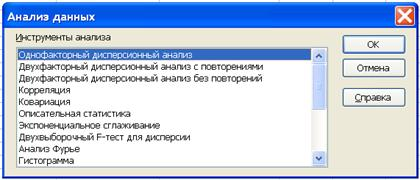 Анализ данных
Инструменты анализа
Однофакторный дисперсионный анализ
Двухфакторный дисперсионный анализ с повторениями
Двухфакторный дисперсионный анализ без повторений
Корреляция
Ковариация
Описательная статистика
Экспоненциальное сглаживание
Двухвыборочный F-тест для дисперсии
Анализ Фурье
Гистограмма
OK
Отмена
Справка